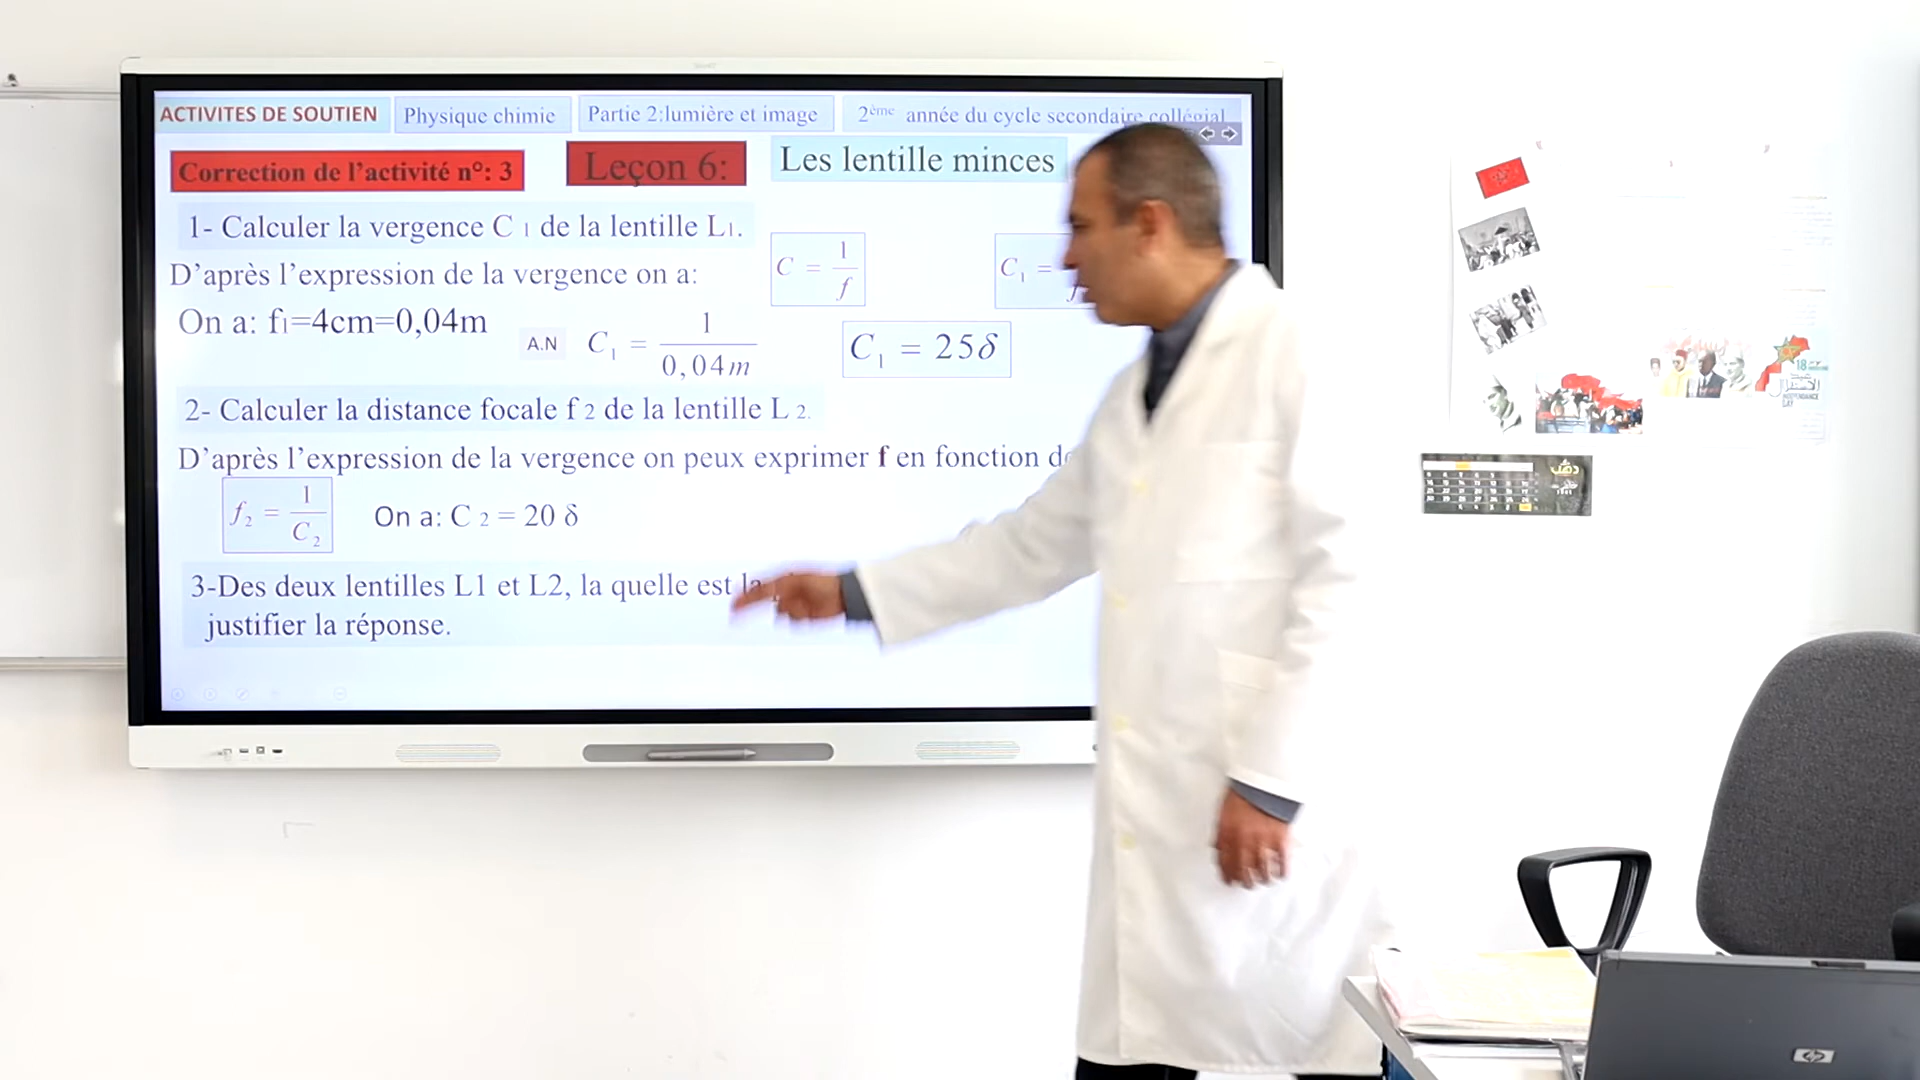 ACTIVITES DE SOUTIEN Physique chimie Partie 2:lumière et image 2ème année du cycle secondaire collégial
Correction de l'activité n°: 3 Leçon 6: Les lentille minces
1- Calculer la vergence C 1 de la lentille L1.
D'après l'expression de la vergence on a: C = 1/f C1 =
On a: f1=4cm=0,04m A.N C1 = 1/0,04m C1 = 25δ
2- Calculer la distance focale f 2 de la lentille L 2.
D'après l'expression de la vergence on peux exprimer f en fonction
f2 = 1/C2 On a: C 2 = 20 δ
3-Des deux lentilles L1 et L2, la quelle est
justifier la réponse.
18
hp